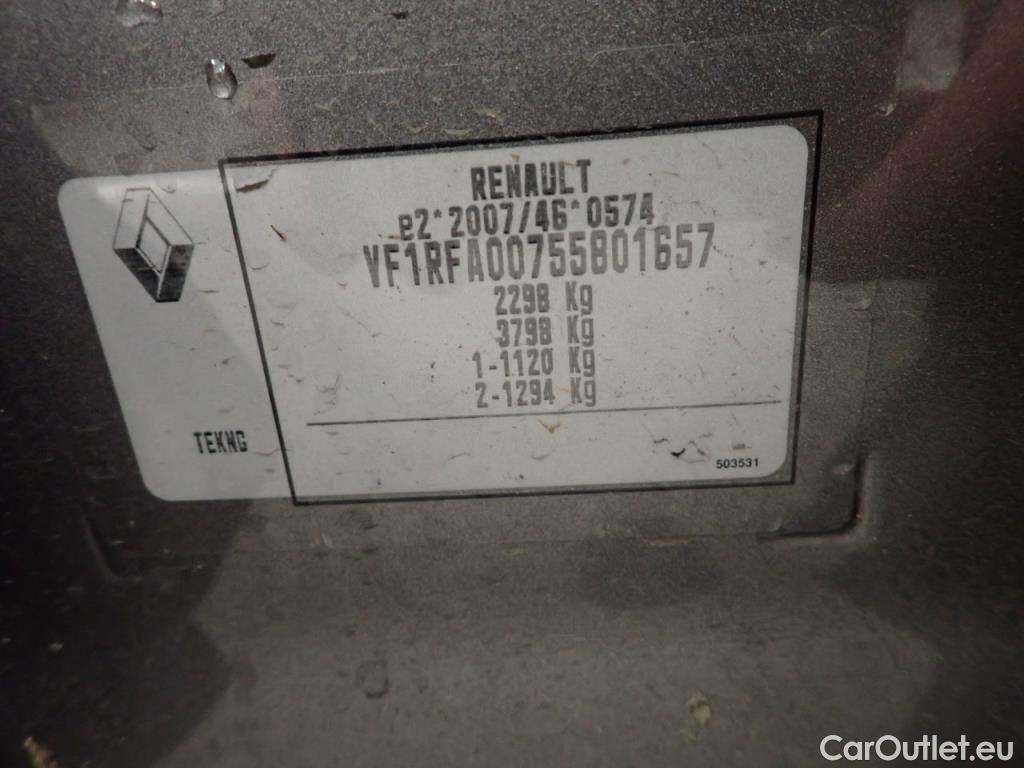 RENAULT
e2*2007/46*0574
VF1RFA00755801657
2298 Kg
3798 Kg
1-1120 Kg
2-1294 Kg
TEKNG
503531
CarOutlet.eu